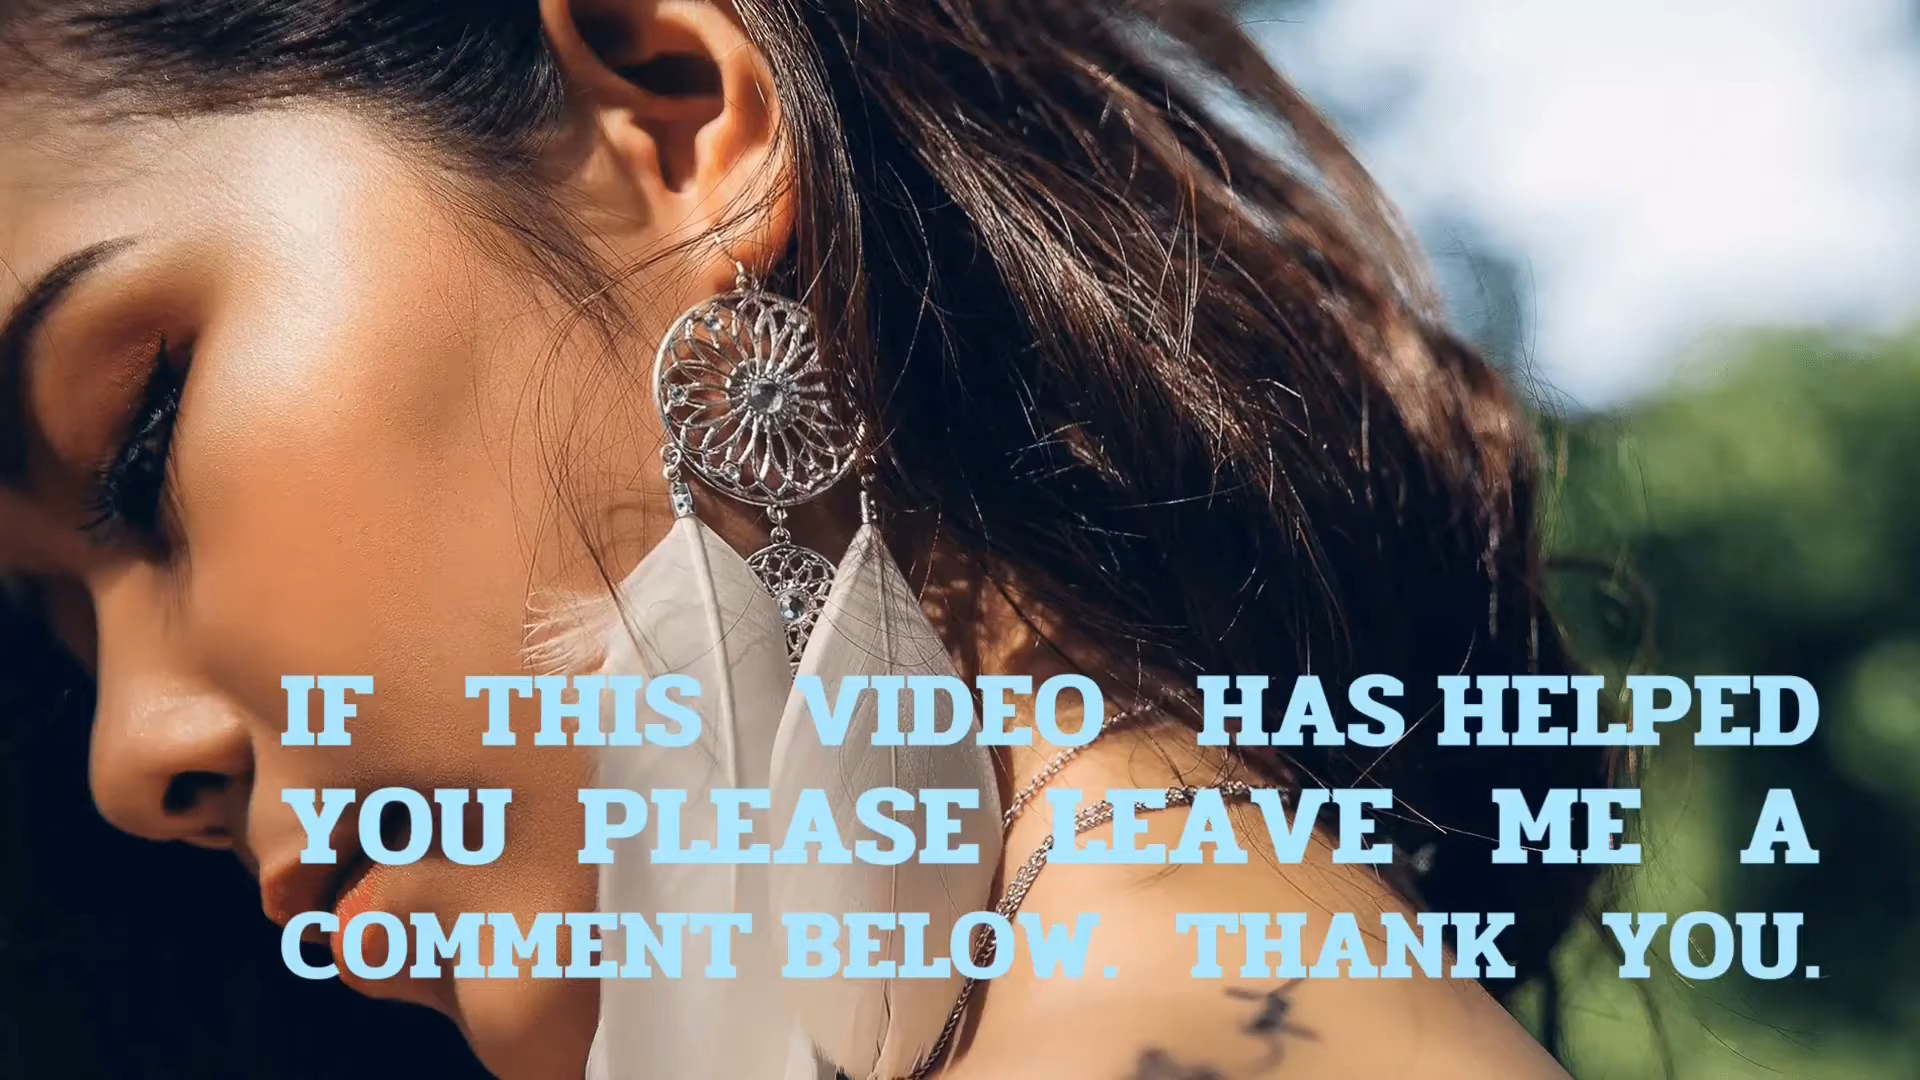 IF THIS VIDEO HAS HELPED
YOU PLEASE LEAVE ME A
COMMENT BELOW. THANK YOU.